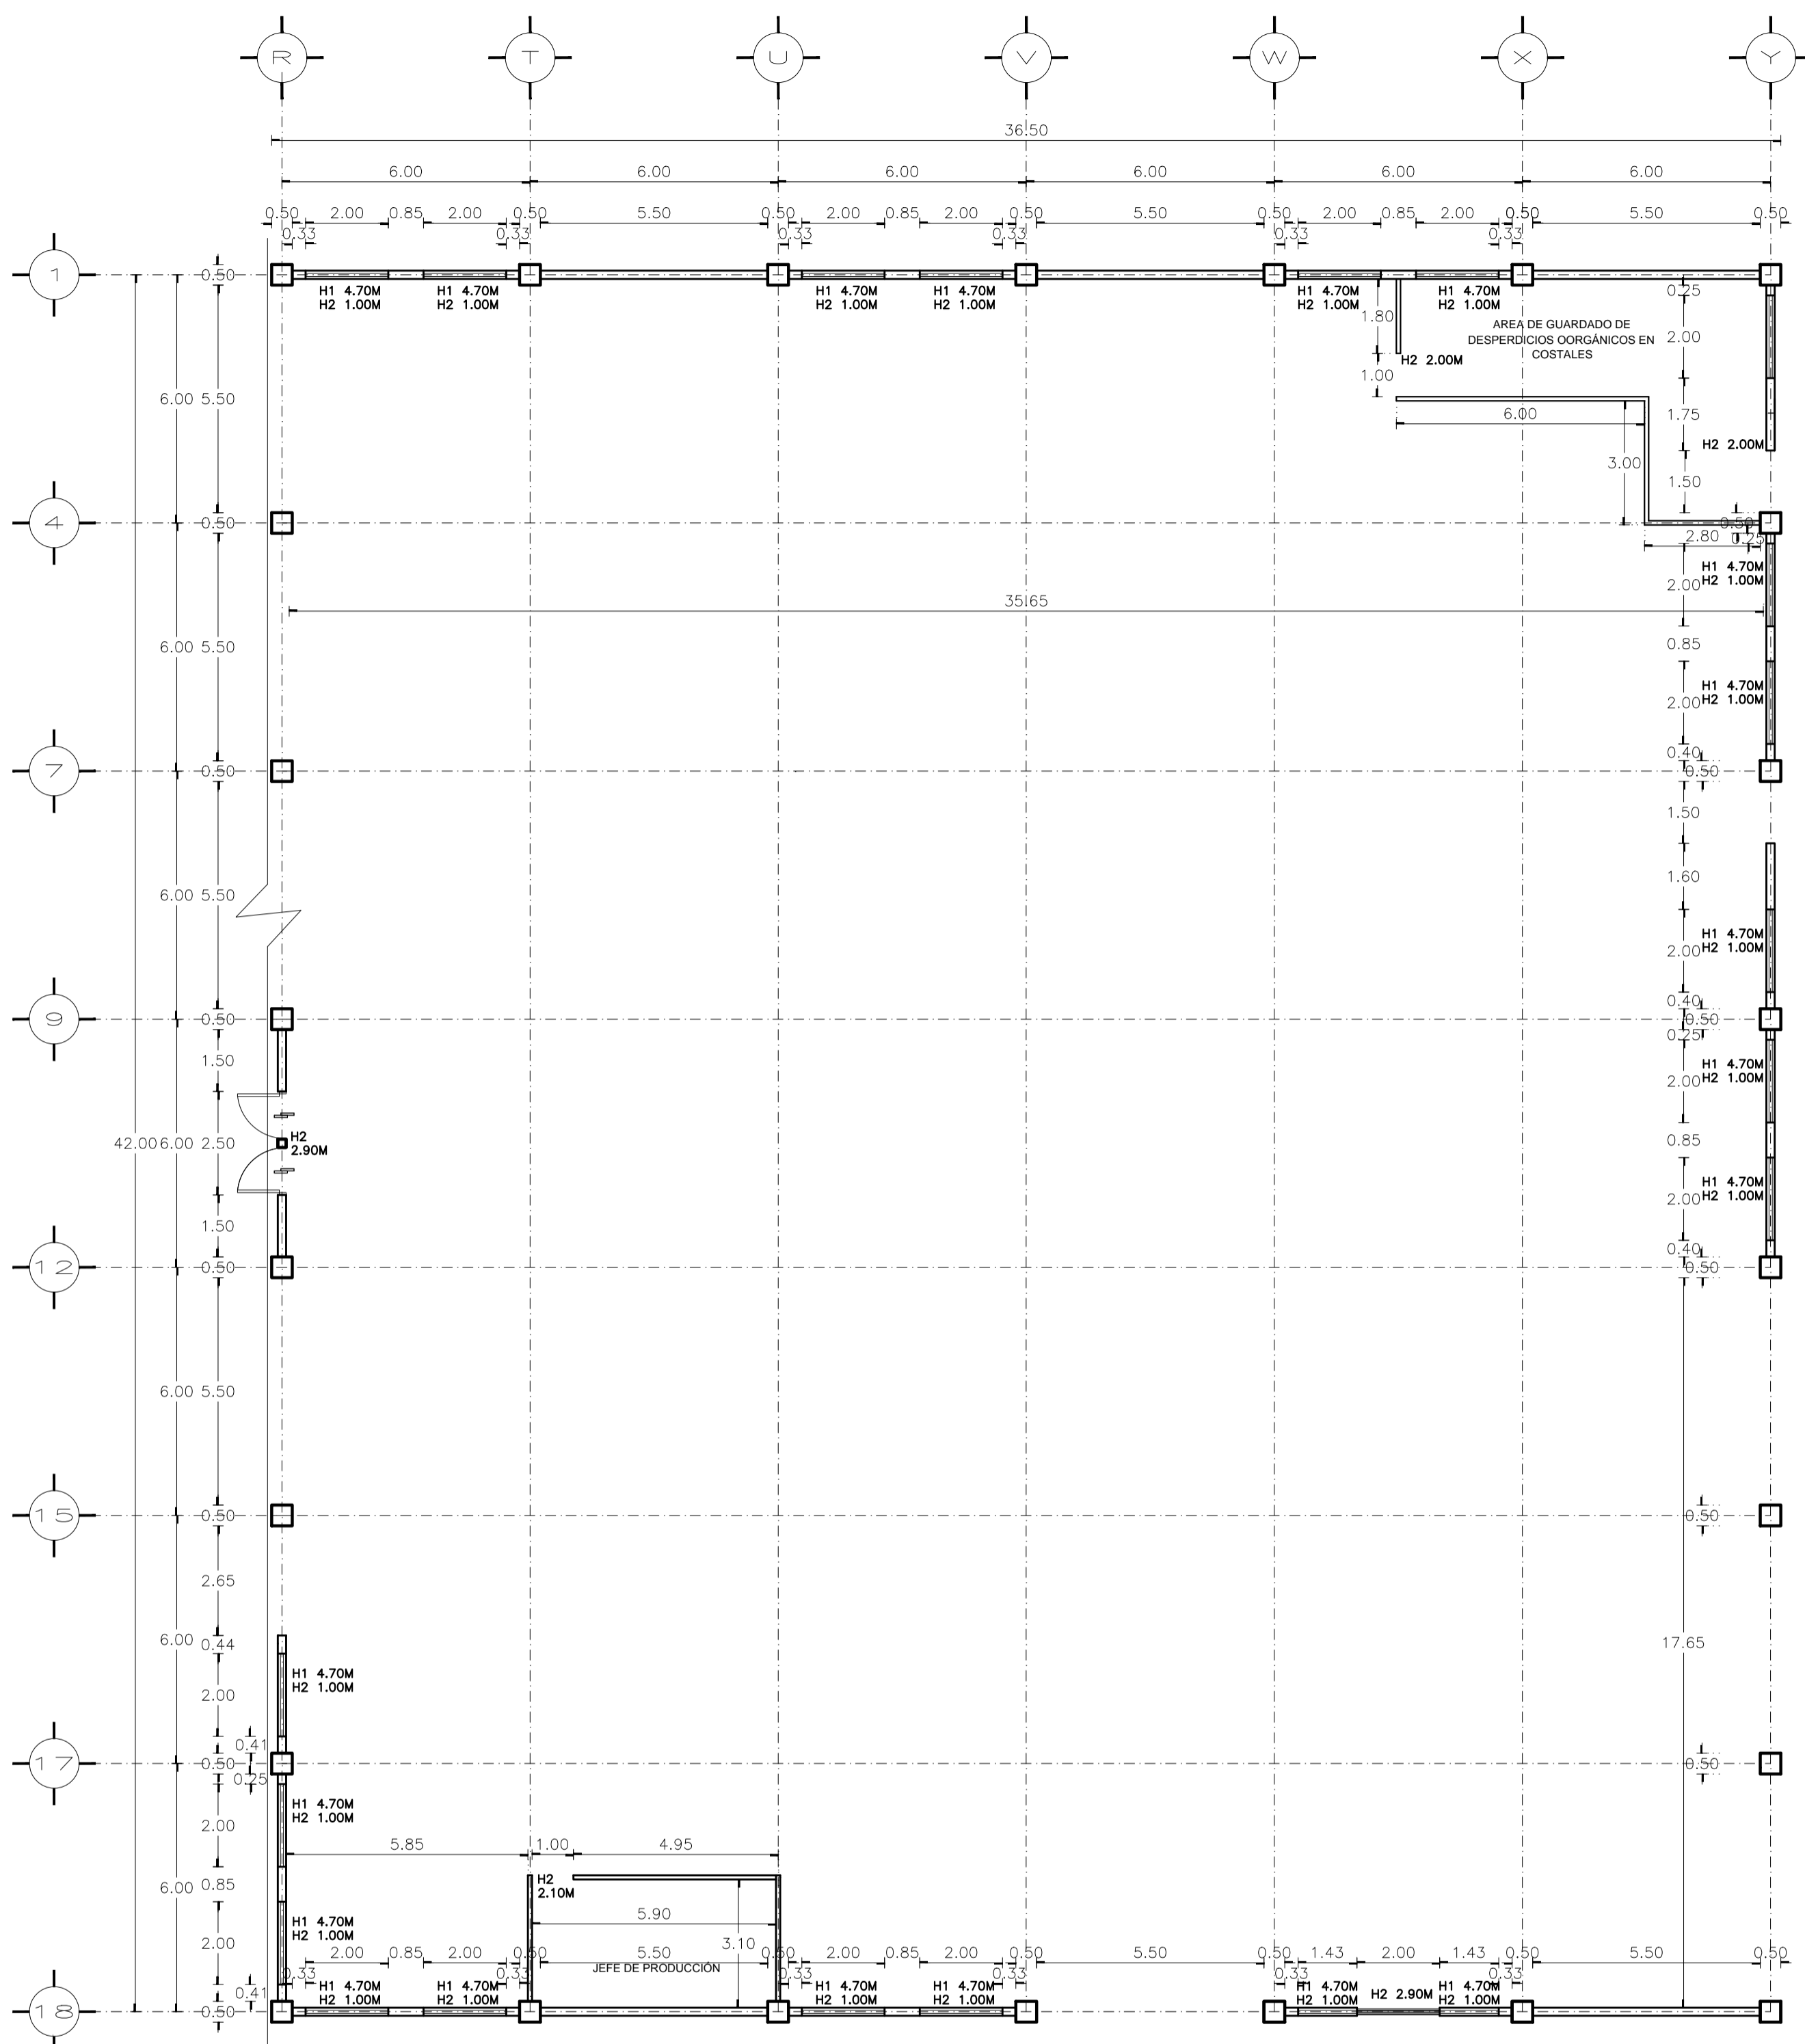 R T U V W X Y
36.50
6.00 6.00 6.00 6.00 6.00 6.00
0.50 2.00 0.85 2.00 0.50 5.50 0.50 2.00 0.85 2.00 0.50 5.50 0.50 2.00 0.85 2.00 0.50 5.50 0.50
0.33 0.33 0.33 0.33 0.33 0.33
1 0.50
H1 4.70M H1 4.70M H1 4.70M H1 4.70M H1 4.70M H1 4.70M 0.25
H2 1.00M H2 1.00M H2 1.00M H2 1.00M H2 1.00M H2 1.00M
1.80
AREA DE GUARDADO DE
DESPERDICIOS OORGÁNICOS EN 2.00
COSTALES
H2 2.00M
1.00
6.00 5.50
6.00 1.75
H2 2.00M
3.00
1.50
4 0.50 0.50
2.80 0.25
H1 4.70M
H2 1.00M
2.00
35.65
6.00 5.50 0.85
H1 4.70M
H2 1.00M
2.00
0.40
7 0.50 0.50
1.50
1.60
6.00 5.50
H1 4.70M
H2 1.00M
2.00
0.40
9 0.50 0.50
0.25
1.50
H1 4.70M
H2 1.00M
2.00
H2
42.00 6.00 2.50 0.85
2.90M
H1 4.70M
H2 1.00M
2.00
1.50
0.40
12 0.50 0.50
6.00 5.50
15 0.50 0.50
2.65
6.00 0.44 17.65
H1 4.70M
H2 1.00M
2.00
0.41
17 0.50 0.50
0.25
H1 4.70M
H2 1.00M
2.00
5.85 1.00 4.95
H2
2.10M
6.00 0.85
5.90
H1 4.70M
H2 1.00M
2.00
3.10
2.00 0.85 2.00 0.50 5.50 0.50 2.00 0.85 2.00 0.50 5.50 0.50 1.43 2.00 1.43 0.50 5.50 0.50
JEFE DE PRODUCCIÓN
0.33 0.33 0.33 0.33 0.33 0.33
0.41
H1 4.70M H1 4.70M H1 4.70M H1 4.70M H1 4.70M H1 4.70M
H2 2.90M
H2 1.00M H2 1.00M H2 1.00M H2 1.00M H2 1.00M H2 1.00M
18 0.50